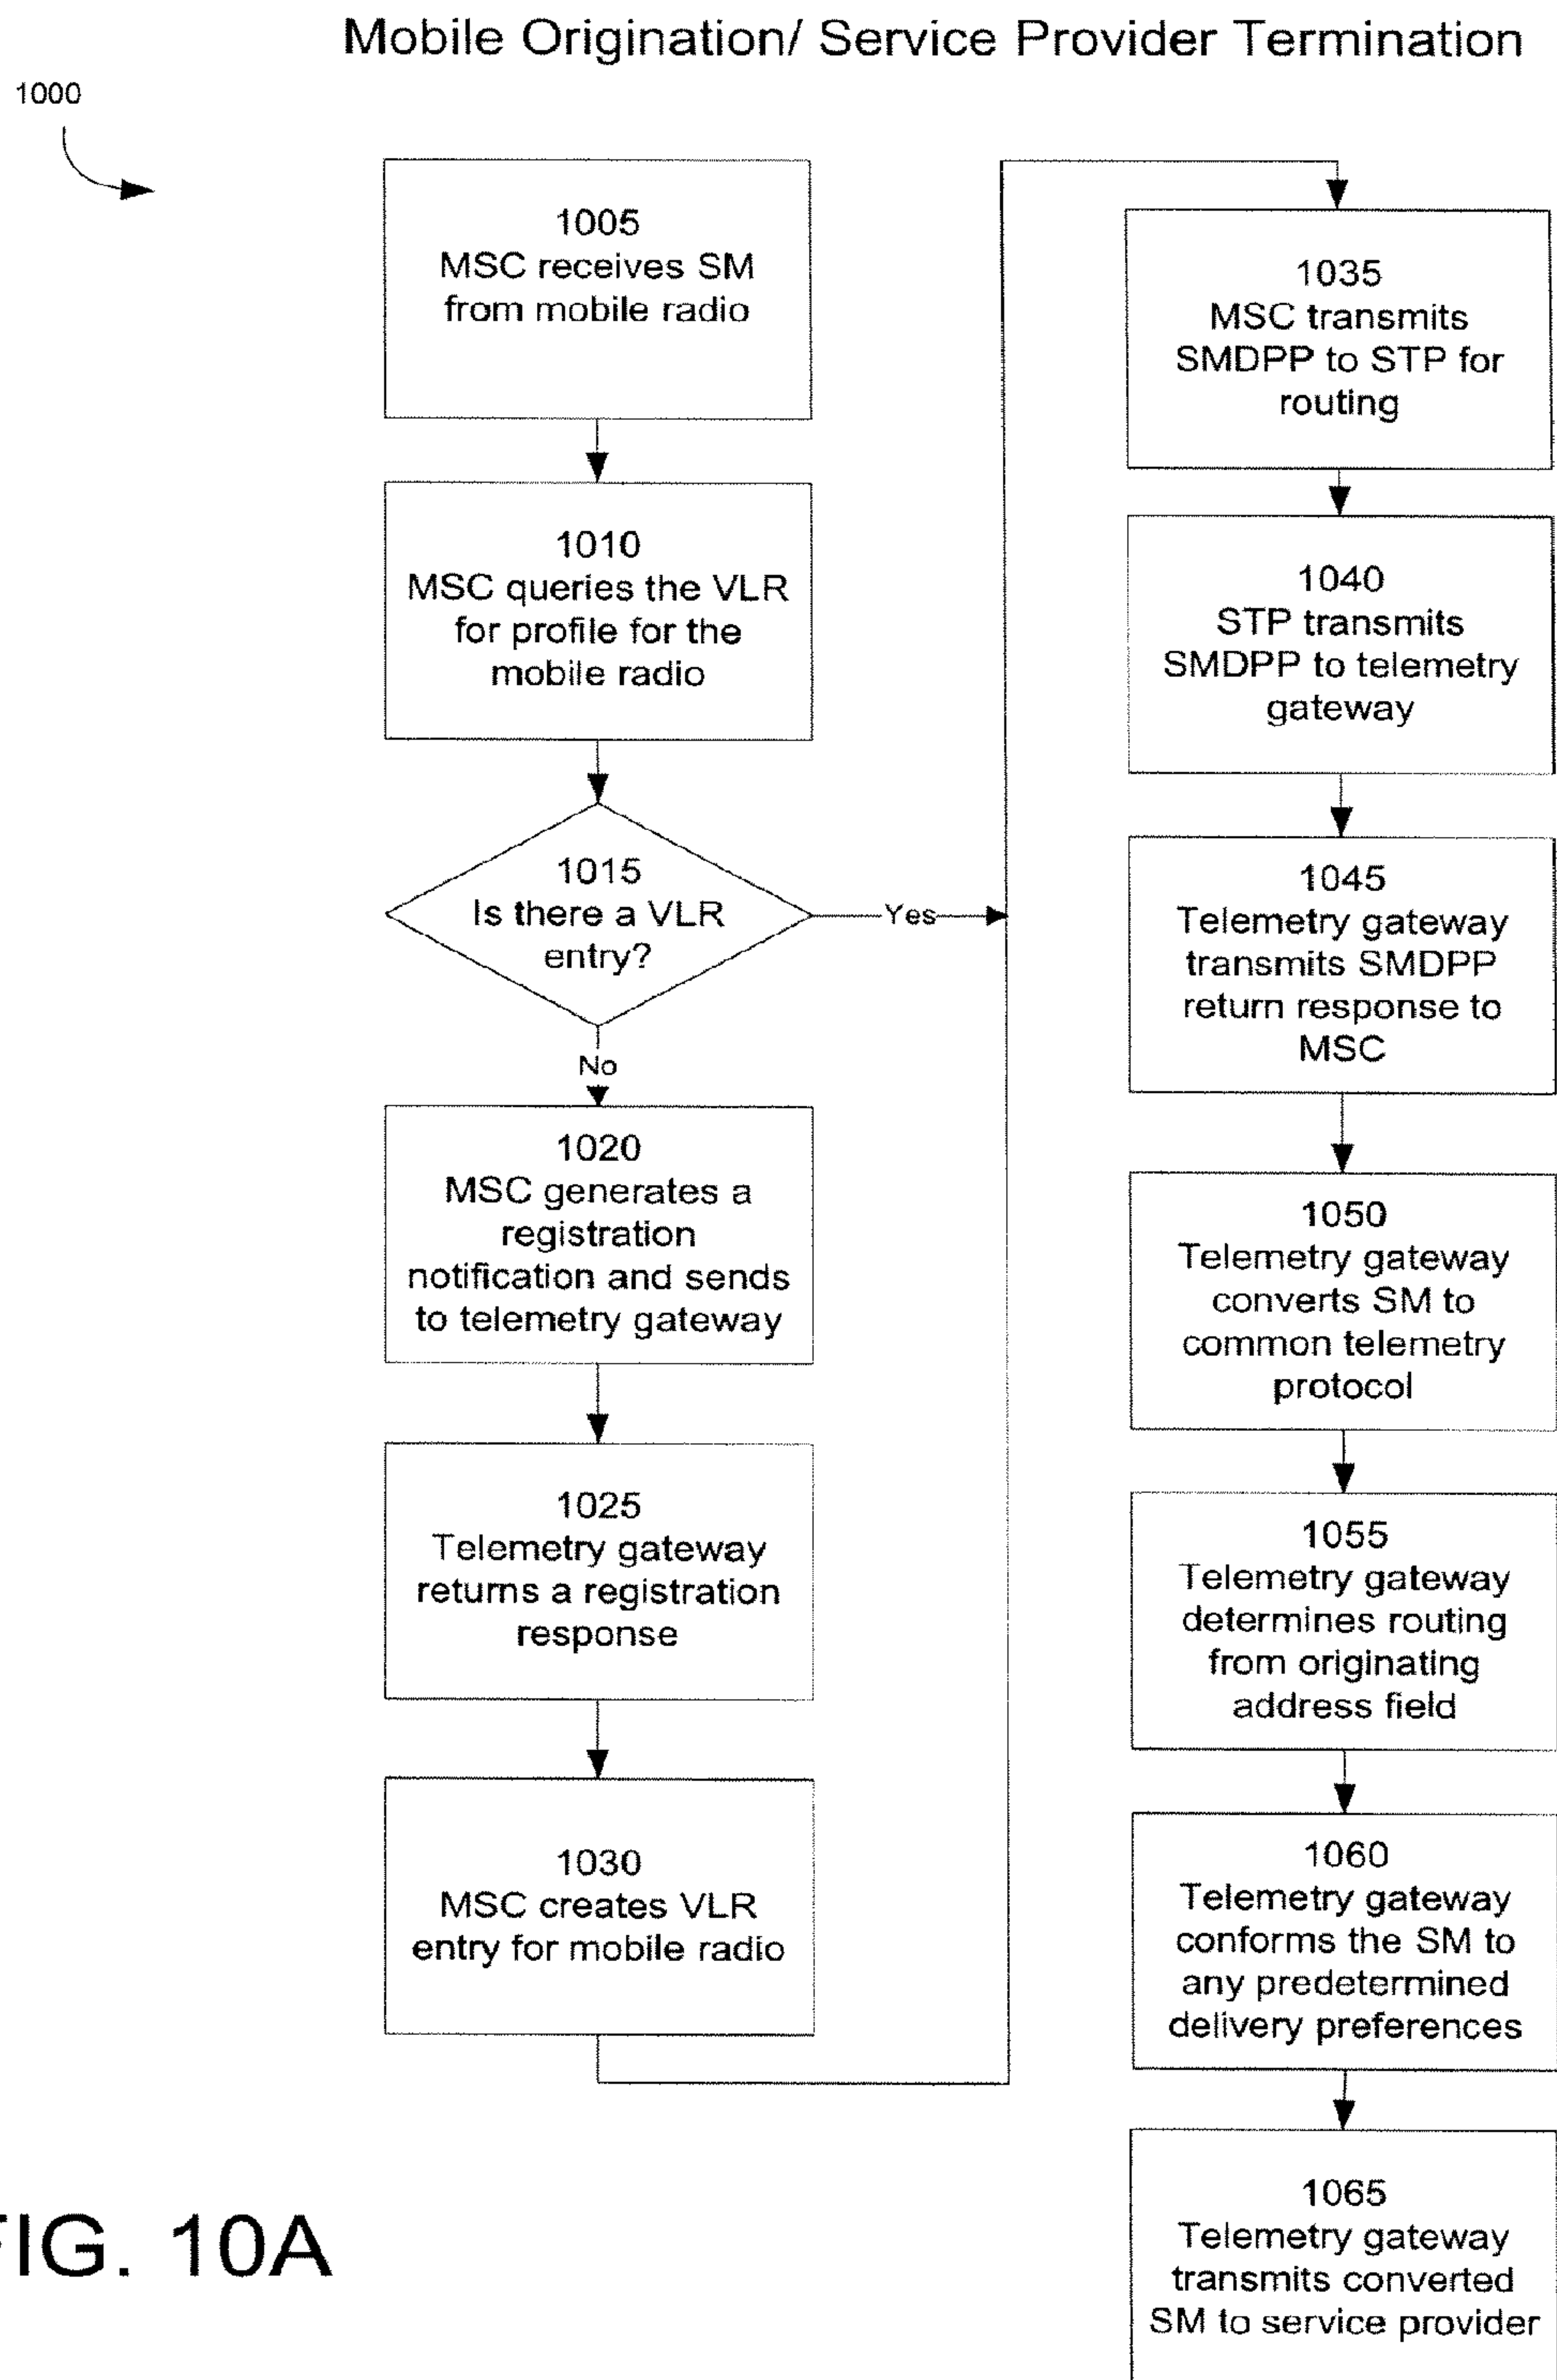 Mobile Origination/ Service Provider Termination
1000
1005
MSC receives SM
from mobile radio
1010
MSC queries the VLR
for profile for the
mobile radio
1015
Is there a VLR
entry?
Yes
No
1020
MSC generates a
registration
notification and sends
to telemetry gateway
1025
Telemetry gateway
returns a registration
response
1030
MSC creates VLR
entry for mobile radio
1035
MSC transmits
SMDPP to STP for
routing
1040
STP transmits
SMDPP to telemetry
gateway
1045
Telemetry gateway
transmits SMDPP
return response to
MSC
1050
Telemetry gateway
converts SM to
common telemetry
protocol
1055
Telemetry gateway
determines routing
from originating
address field
1060
Telemetry gateway
conforms the SM to
any predetermined
delivery preferences
1065
Telemetry gateway
transmits converted
SM to service provider
FIG. 10A